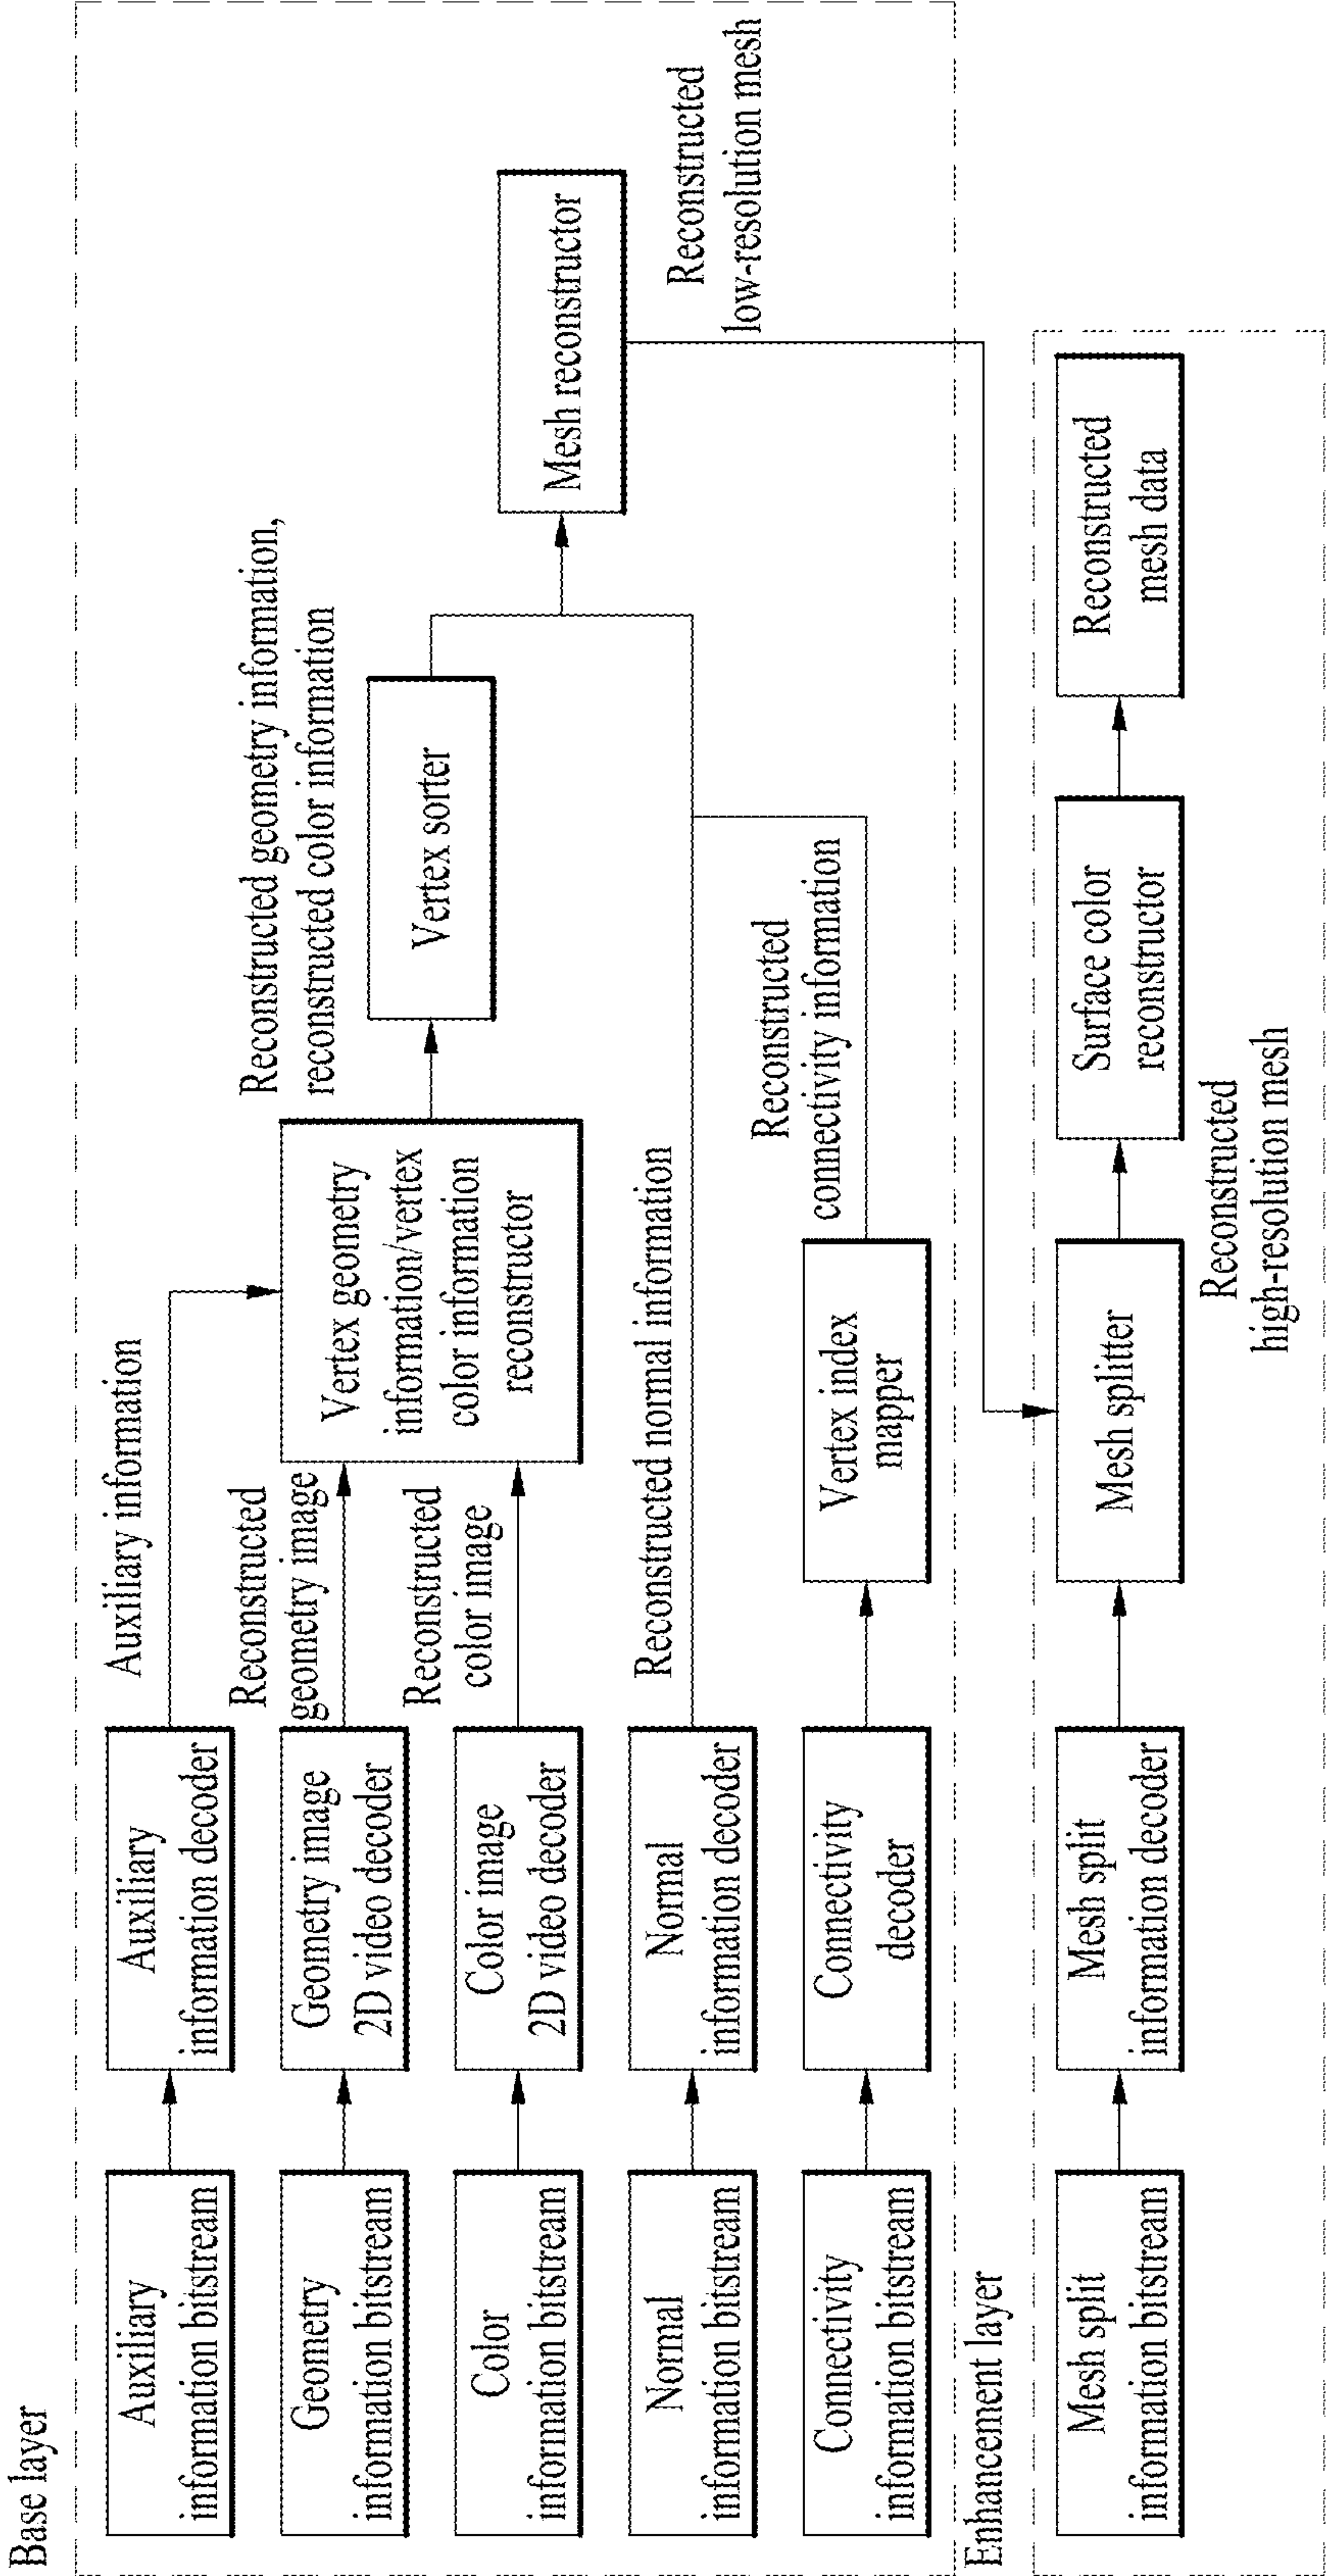 Base layer
Auxiliary
information bitstream
Auxiliary
information decoder
Auxiliary information
Geometry
information bitstream
Geometry image
2D video decoder
Reconstructed
geometry image
Color
information bitstream
Color image
2D video decoder
Reconstructed
color image
Vertex geometry
information/vertex
color information
reconstructor
Reconstructed geometry information,
reconstructed color information
Vertex sorter
Mesh reconstructor
Reconstructed
low-resolution mesh
Normal
information bitstream
Normal
information decoder
Reconstructed normal information
Connectivity
information bitstream
Connectivity
decoder
Vertex index
mapper
Reconstructed
connectivity information
Enhancement layer
Mesh split
information bitstream
Mesh split
information decoder
Mesh splitter
Reconstructed
high-resolution mesh
Surface color
reconstructor
Reconstructed
mesh data